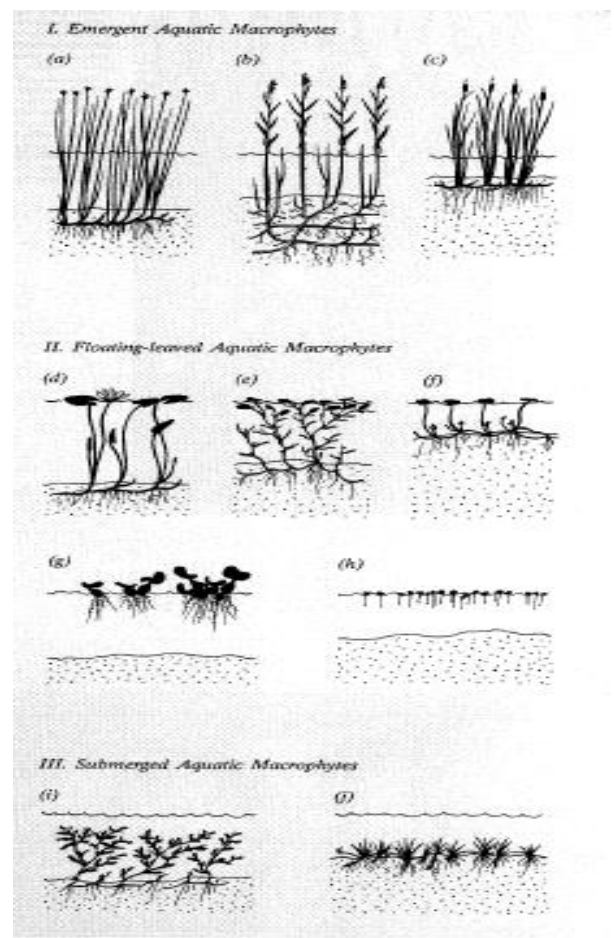 I. Emergent Aquatic Macrophytes
(a) (b) (c)
II. Floating-leaved Aquatic Macrophytes
(d) (e) (f)
(g) (h)
III. Submerged Aquatic Macrophytes
(i) (j)